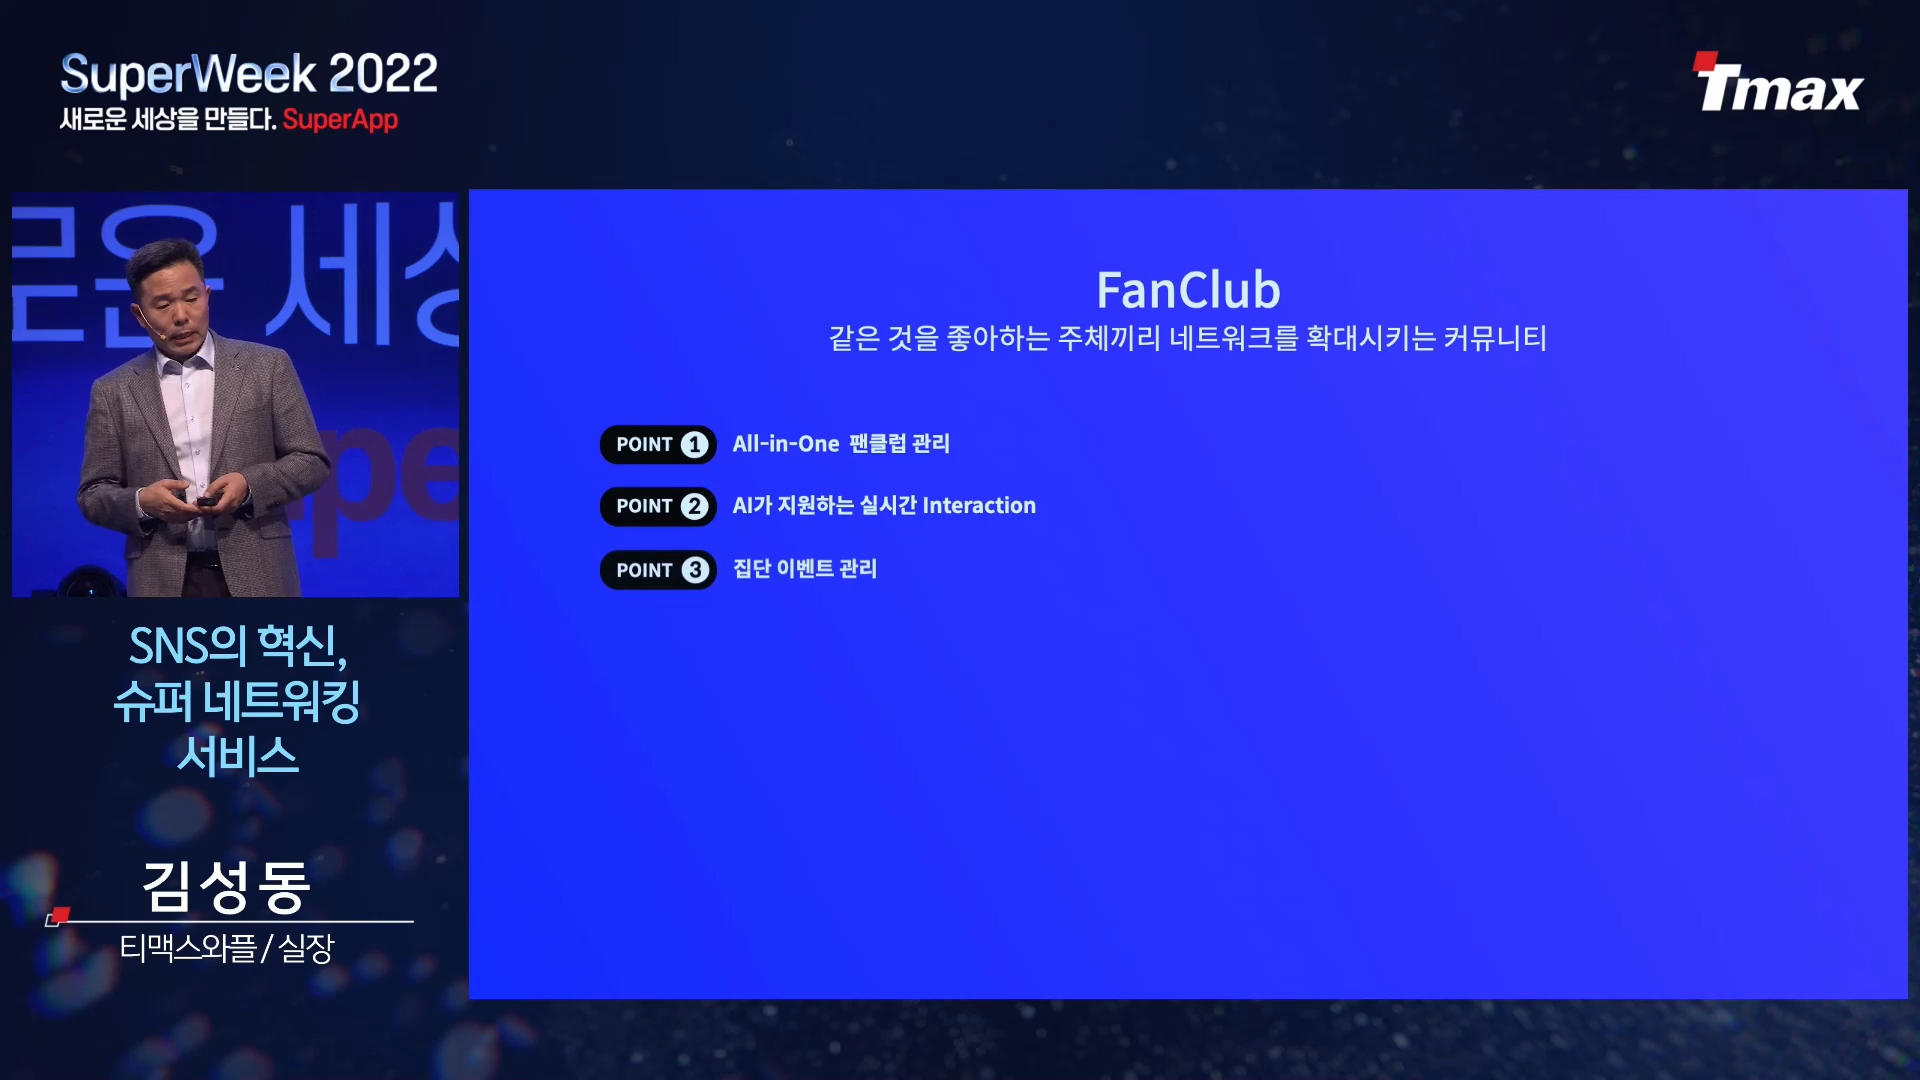 SuperWeek 2022
새로운 세상을 만들다. SuperApp
Tmax
로운 세상
upe
SNS의 혁신,
슈퍼 네트워킹
서비스
김성동
티맥스와플 / 실장
FanClub
같은 것을 좋아하는 주체끼리 네트워크를 확대시키는 커뮤니티
POINT 1 All-in-One 팬클럽 관리
POINT 2 AI가 지원하는 실시간 Interaction
POINT 3 집단 이벤트 관리